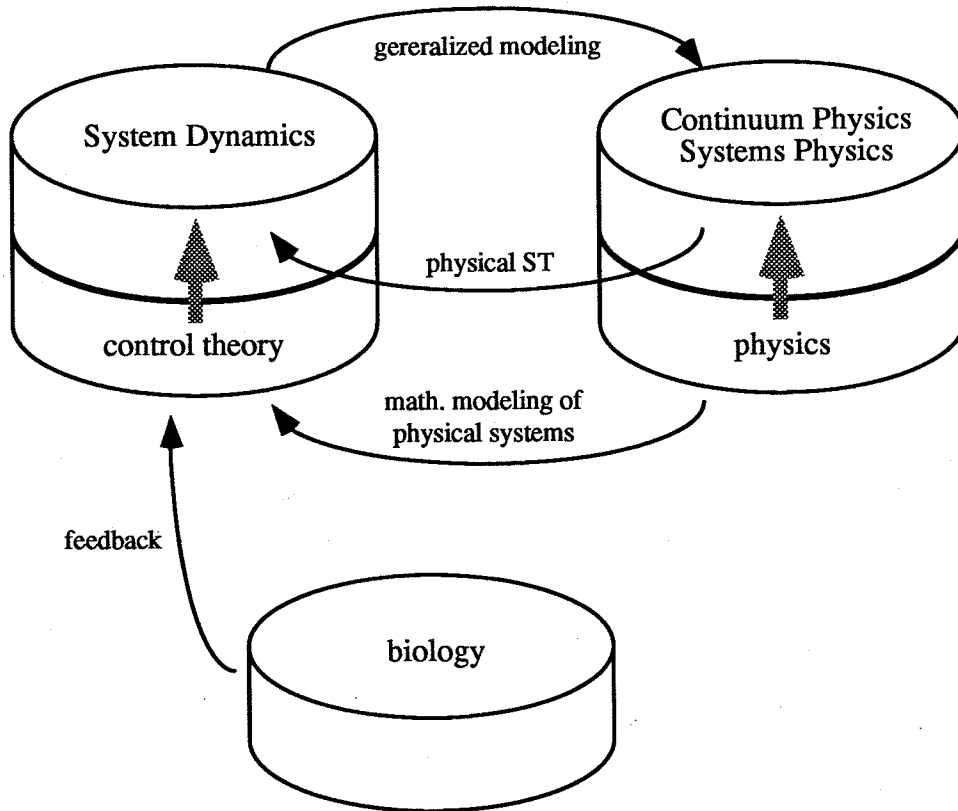 gereralized modeling
System Dynamics
Continuum Physics
Systems Physics
physical ST
control theory
physics
math. modeling of
physical systems
feedback
biology